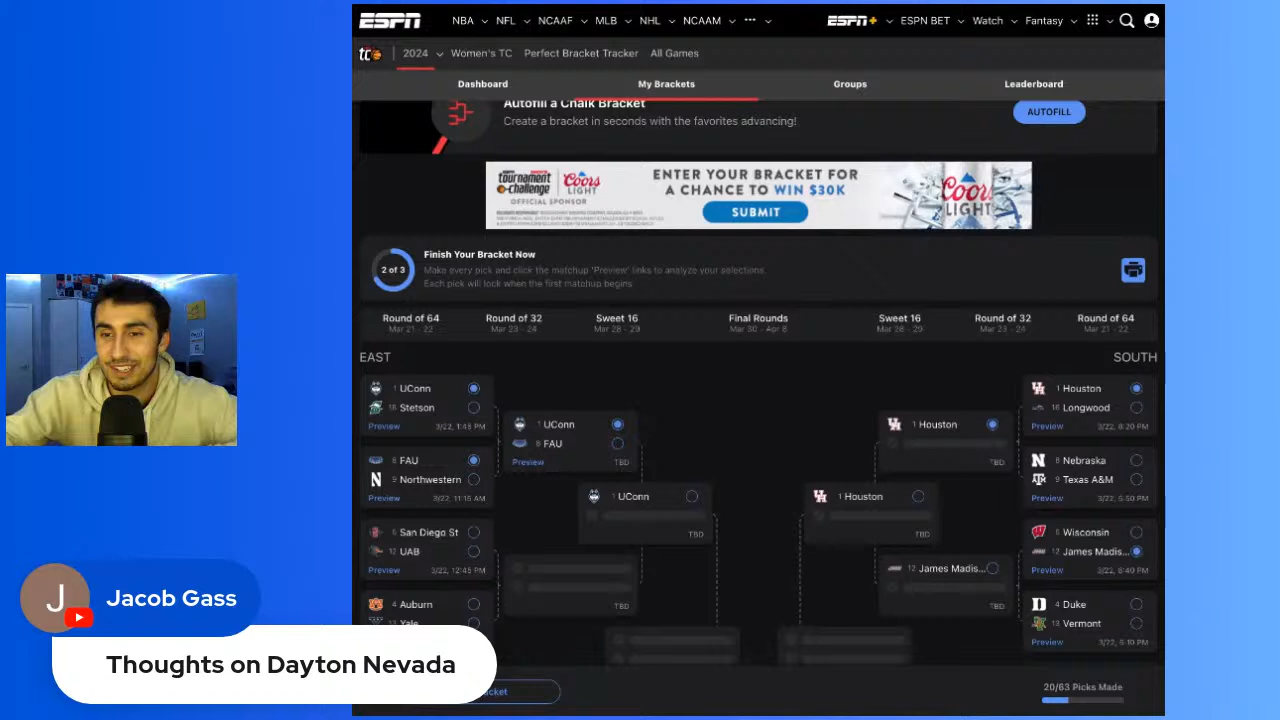 ESPN NBA NFL NCAAF MLB NHL NCAAM ESPN+ ESPN BET Watch Fantasy
tc 2024 Women's TC Perfect Bracket Tracker All Games
Dashboard My Brackets Groups Leaderboard
Autofill a Chalk Bracket
Create a bracket in seconds with the favorites advancing!
AUTOFILL
tournament challenge
Coors LIGHT
OFFICIAL SPONSOR
ENTER YOUR BRACKET FOR
A CHANCE TO WIN $30K
SUBMIT
Coors
LIGHT
2 of 3
Finish Your Bracket Now
Make every pick and click the matchup 'Preview' links to analyze your selections.
Each pick will lock when the first matchup begins
Round of 64 Round of 32 Sweet 16 Final Rounds Sweet 16 Round of 32 Round of 64
Mar 21 - 22 Mar 23 - 24 Mar 28 - 29 Mar 30 - Apr 8 Mar 28 - 29 Mar 23 - 24 Mar 21 - 22
EAST
SOUTH
1 UConn
16 Stetson
Preview 3/22, 1:45 PM
8 FAU
9 Northwestern
Preview 3/22, 11:15 AM
5 San Diego St
12 UAB
Preview 3/22, 12:45 PM
4 Auburn
13 Yale
1 UConn
8 FAU
Preview TBD
1 UConn
TBD
TBD
1 Houston
TBD
1 Houston
TBD
12 James Madis...
TBD
1 Houston
16 Longwood
Preview 3/22, 8:20 PM
8 Nebraska
9 Texas A&M
Preview 3/22, 5:50 PM
5 Wisconsin
12 James Madis...
Preview 3/22, 8:40 PM
4 Duke
13 Vermont
Preview 3/22, 6:10 PM
20/63 Picks Made
J
Jacob Gass
Thoughts on Dayton Nevada